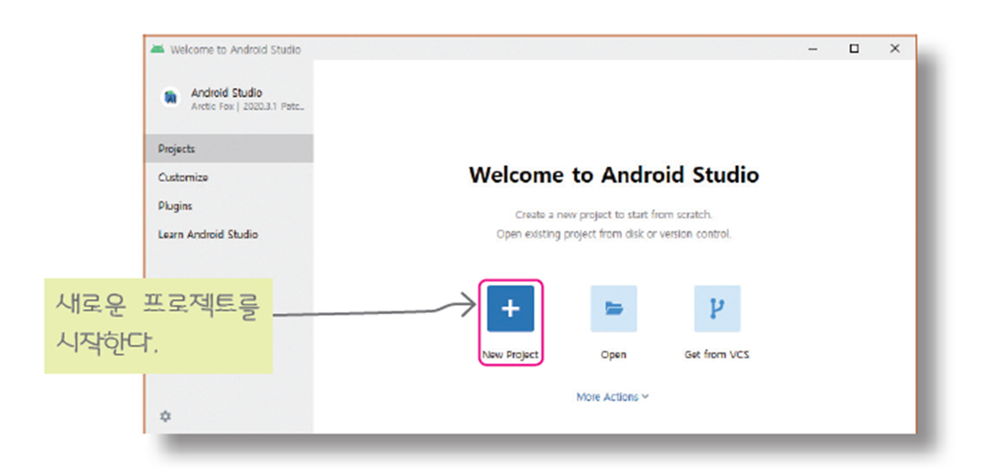 Welcome to Android Studio
Android Studio
Arctic Fox | 2020.3.1 Patc...
Projects
Customize
Plugins
Learn Android Studio
Welcome to Android Studio
Create a new project to start from scratch.
Open existing project from disk or version control.
새로운 프로젝트를
시작한다.
New Project
Open
Get from VCS
More Actions